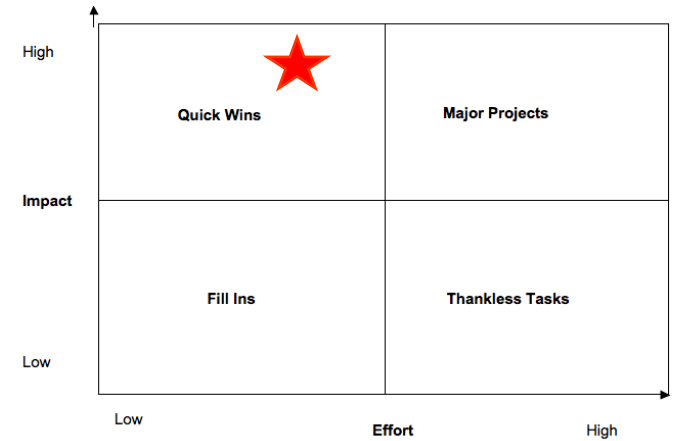 High
Quick Wins
Major Projects
Impact
Fill Ins
Thankless Tasks
Low
Low
Effort
High